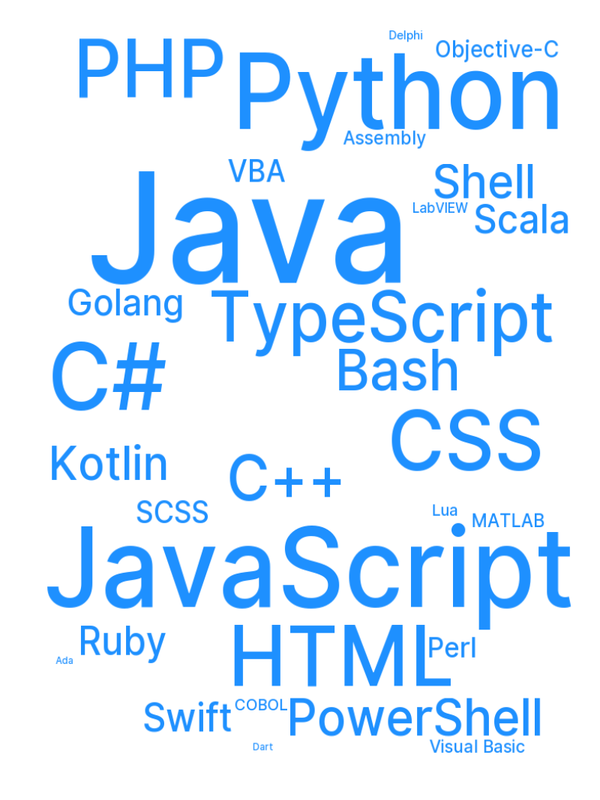 Delphi
PHP
Objective-C
Python
Assembly
VBA
Shell
Java
LabVIEW
Scala
Golang
TypeScript
C#
Bash
CSS
Kotlin
C++
SCSS
Lua
MATLAB
JavaScript
Ruby
HTML
Perl
Ada
Swift
COBOL
PowerShell
Dart
Visual Basic